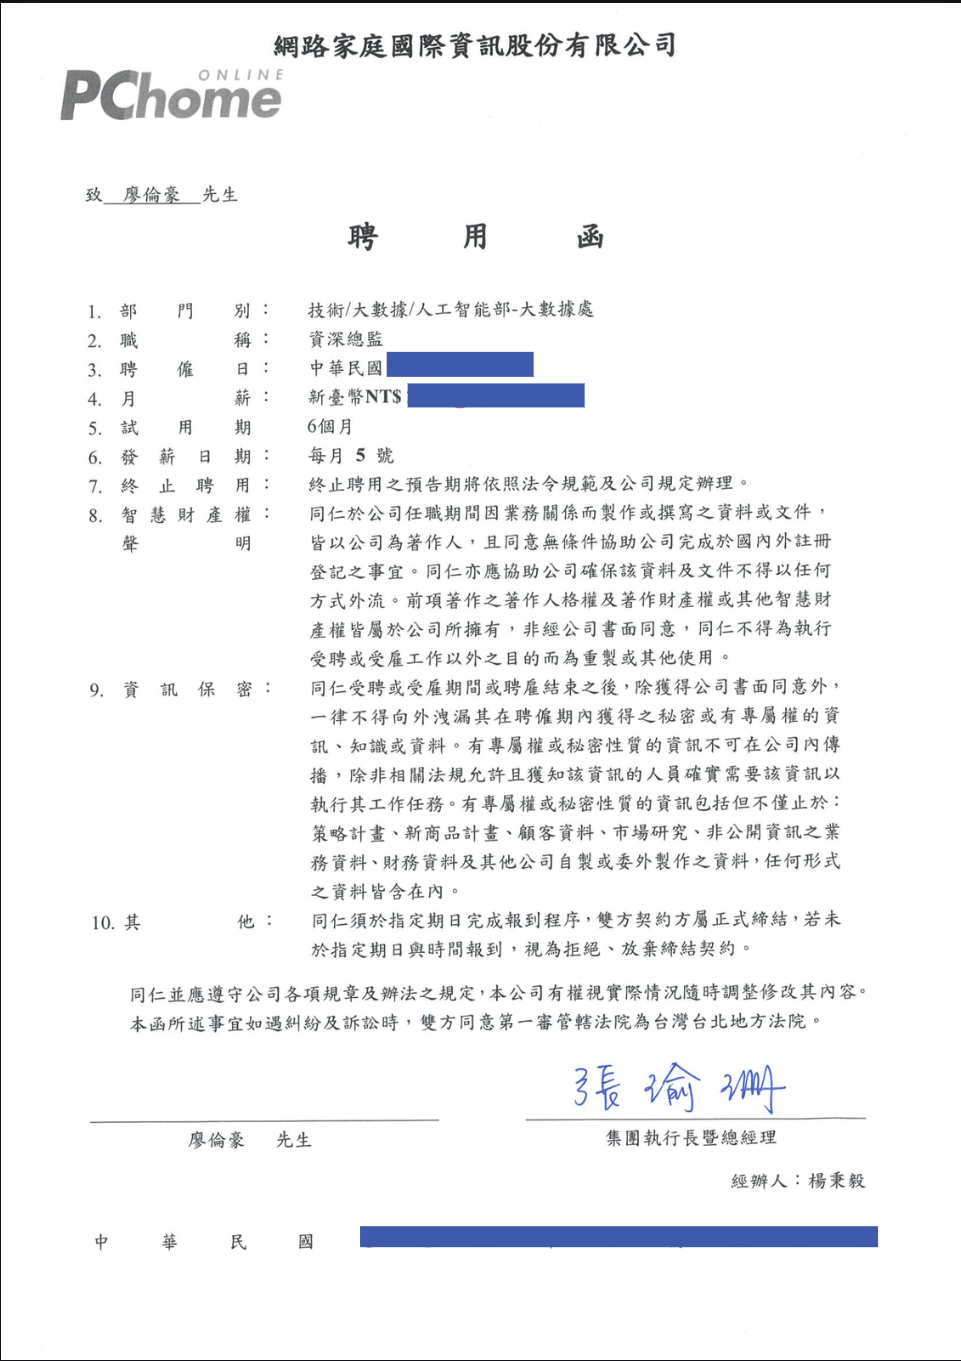 網路家庭國際資訊股份有限公司
ONLINE
PChome
致 廖倫豪 先生
聘 用 函
1. 部門別： 技術/大數據/人工智能部-大數據處
2. 職稱： 資深總監
3. 聘僱日： 中華民國
4. 月薪： 新臺幣NT$
5. 試用期 6個月
6. 發薪日期： 每月 5 號
7. 終止聘用： 終止聘用之預告期將依照法令規範及公司規定辦理。
8. 智慧財產權： 同仁於公司任職期間因業務關係而製作或撰寫之資料或文件，
聲明 皆以公司為著作人，且同意無條件協助公司完成於國內外註冊
登記之事宜。同仁亦應協助公司確保該資料及文件不得以任何
方式外流。前項著作之著作人格權及著作財產權或其他智慧財
產權皆屬於公司所擁有，非經公司書面同意，同仁不得為執行
受聘或受雇工作以外之目的而為重製或其他使用。
9. 資訊保密： 同仁受聘或受雇期間或聘雇結束之後，除獲得公司書面同意外，
一律不得向外洩漏其在聘僱期內獲得之秘密或有專屬權的資
訊、知識或資料。有專屬權或秘密性質的資訊不可在公司內傳
播，除非相關法規允許且獲知該資訊的人員確實需要該資訊以
執行其工作任務。有專屬權或秘密性質的資訊包括但不僅止於：
策略計畫、新商品計畫、顧客資料、市場研究、非公開資訊之業
務資料、財務資料及其他公司自製或委外製作之資料，任何形式
之資料皆含在內。
10. 其他： 同仁須於指定期日完成報到程序，雙方契約方屬正式締結，若未
於指定期日與時間報到，視為拒絕、放棄締結契約。
同仁並應遵守公司各項規章及辦法之規定，本公司有權視實際情況隨時調整修改其內容。
本函所述事宜如遇糾紛及訴訟時，雙方同意第一審管轄法院為台灣台北地方法院。
張瑜珊
廖倫豪 先生
集團執行長暨總經理
經辦人：楊秉毅
中華民國